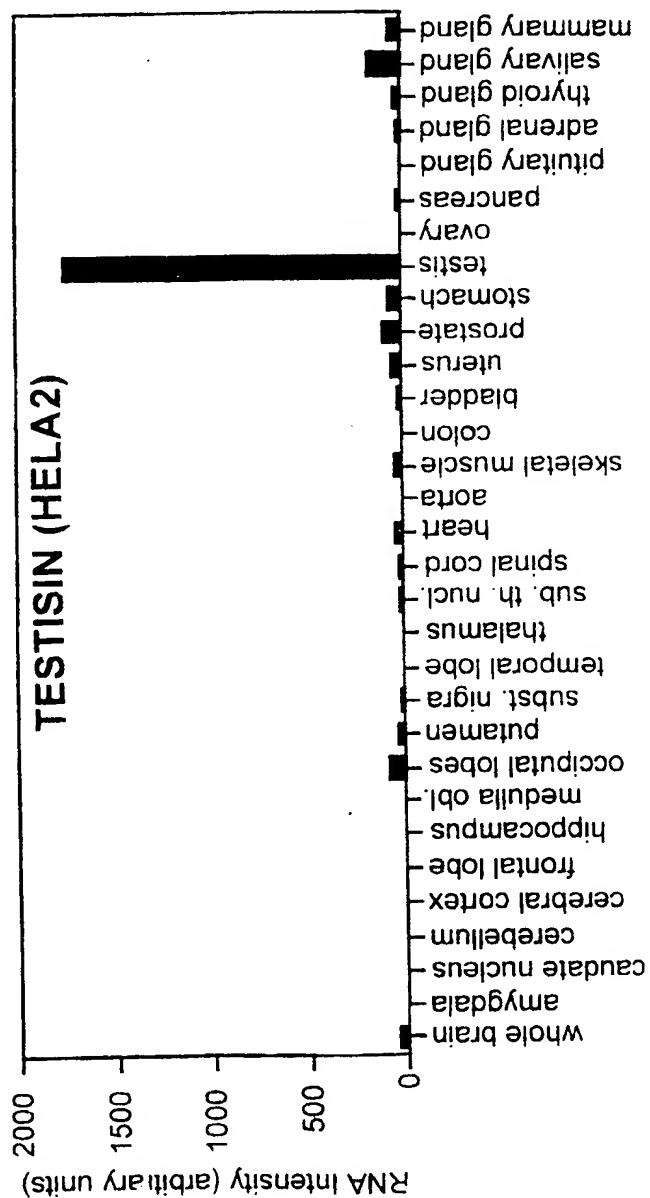 TESTISIN (HELA2)
RNA Intensity (arbitrary units)
2000
1500
1000
500
0
whole brain
amygdala
caudate nucleus
cerebellum
cerebral cortex
frontal lobe
hippocampus
medulla obl.
occiputal lobes
putamen
subst. nigra
temporal lobe
thalamus
sub. th. nucl.
spinal cord
heart
aorta
skeletal muscle
colon
bladder
uterus
prostate
stomach
testis
ovary
pancreas
pituitary gland
adrenal gland
thyroid gland
salivary gland
mammary gland